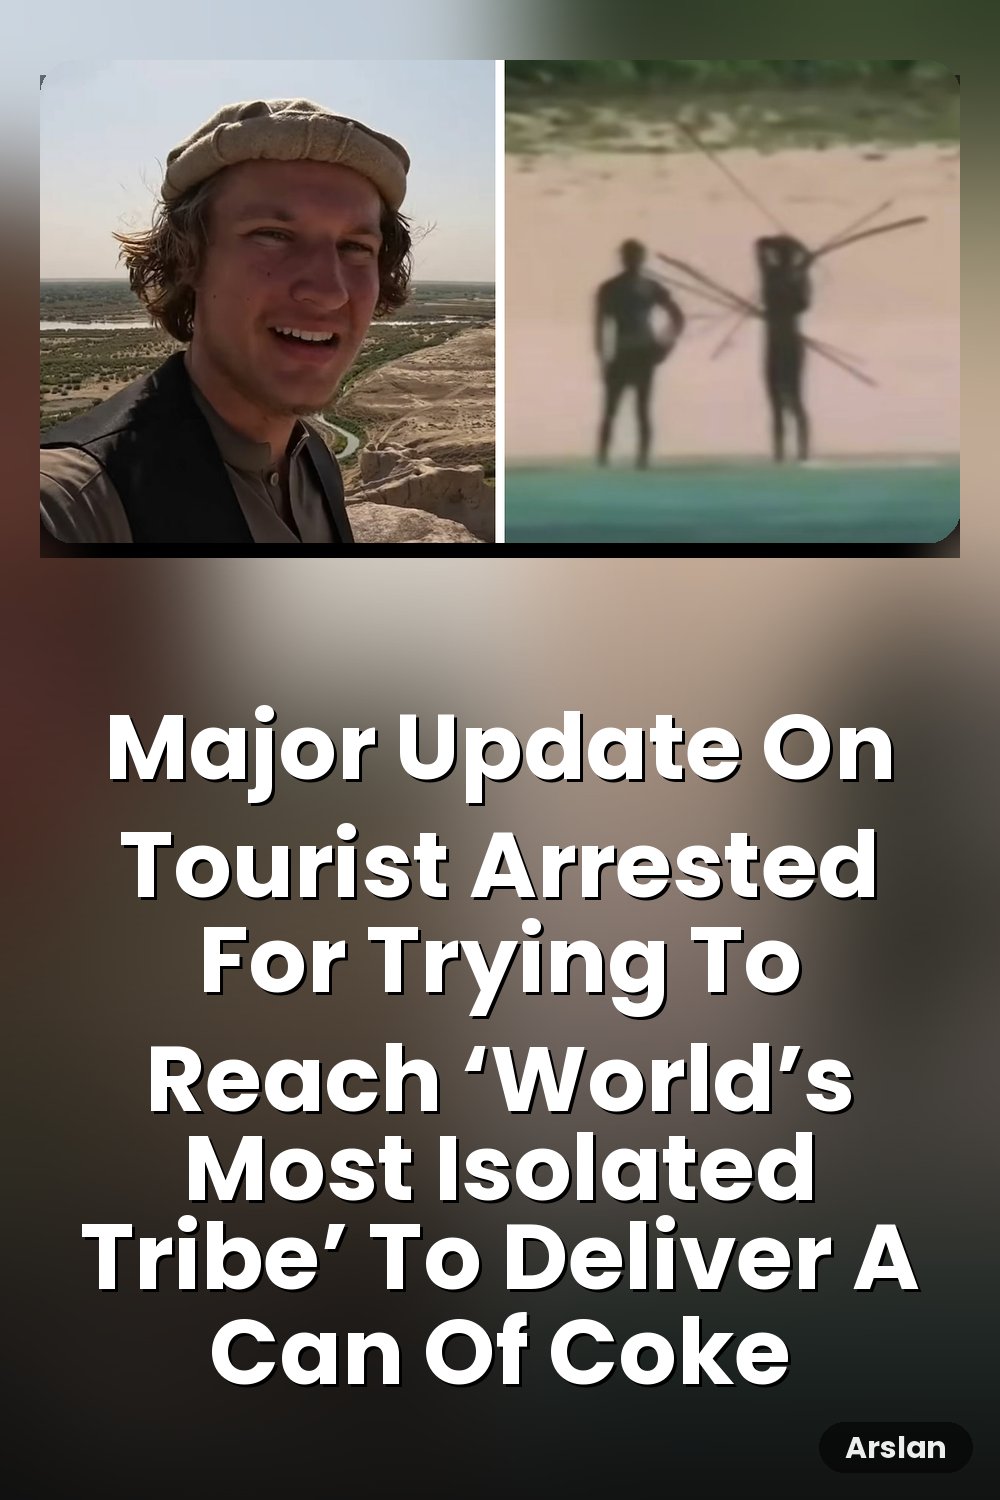 Major Update On
Tourist Arrested
For Trying To
Reach ‘World’s
Most Isolated
Tribe’ To Deliver A
Can Of Coke
Arslan